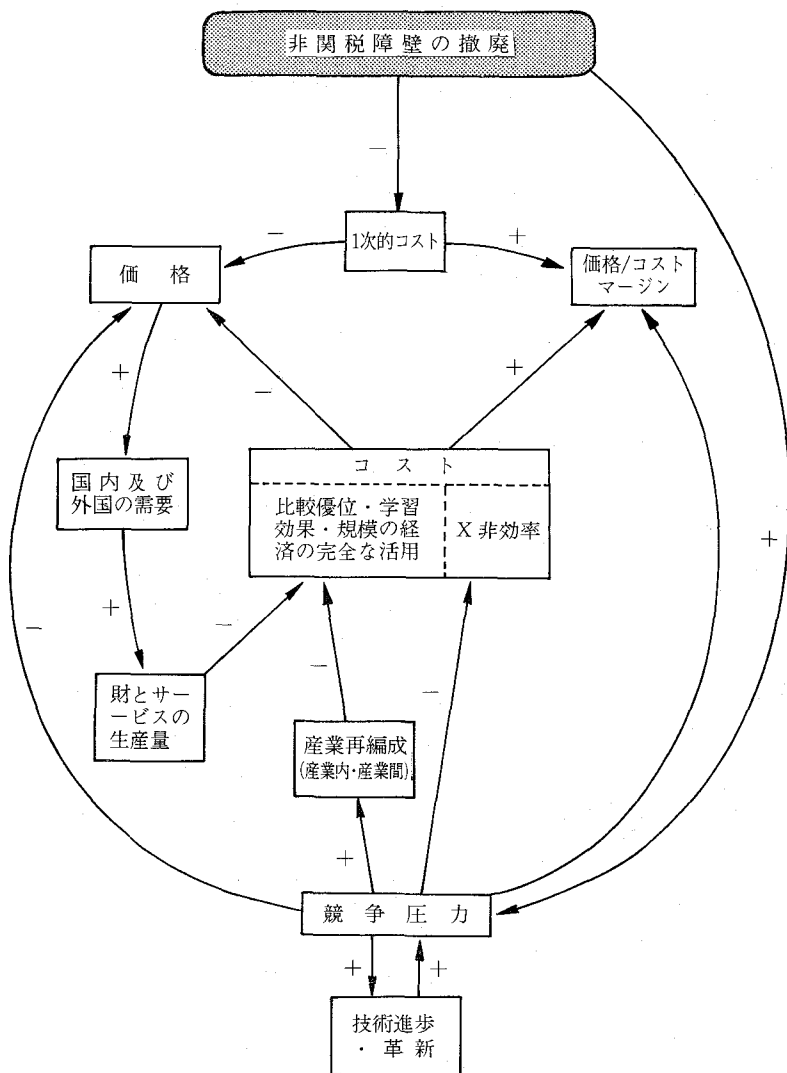 非関税障壁の撤廃
−
+
1次的コスト
−
+
価格
価格/コスト
マージン
+
−
+
コスト
国内及び
外国の需要
比較優位・学習
効果・規模の経
済の完全な活用
X非効率
+
−
−
−
−
財とサー
ービスの
生産量
産業再編成
(産業内・産業間)
+
競争圧力
+
+
技術進歩
・革新